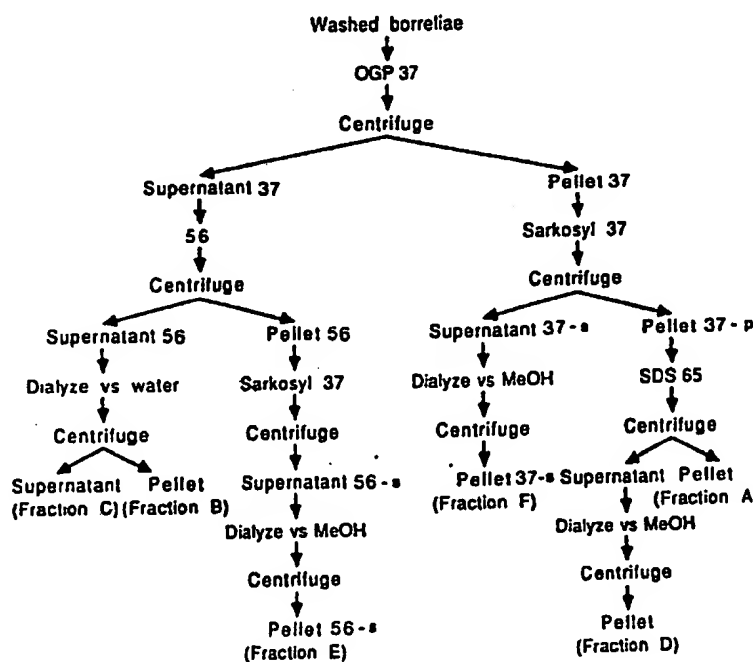 Washed borreliae
OGP 37
Centrifuge
Supernatant 37 Pellet 37
56 Sarkosyl 37
Centrifuge Centrifuge
Supernatant 56 Pellet 56 Supernatant 37-s Pellet 37-p
Dialyze vs water Sarkosyl 37 Dialyze vs MeOH SDS 65
Centrifuge Centrifuge Centrifuge Centrifuge
Supernatant Pellet Supernatant 56-s Pellet 37-s Supernatant Pellet
(Fraction C) (Fraction B) (Fraction F) (Fraction A)
Dialyze vs MeOH Dialyze vs MeOH
Centrifuge Centrifuge
Pellet 56-s Pellet
(Fraction E) (Fraction D)